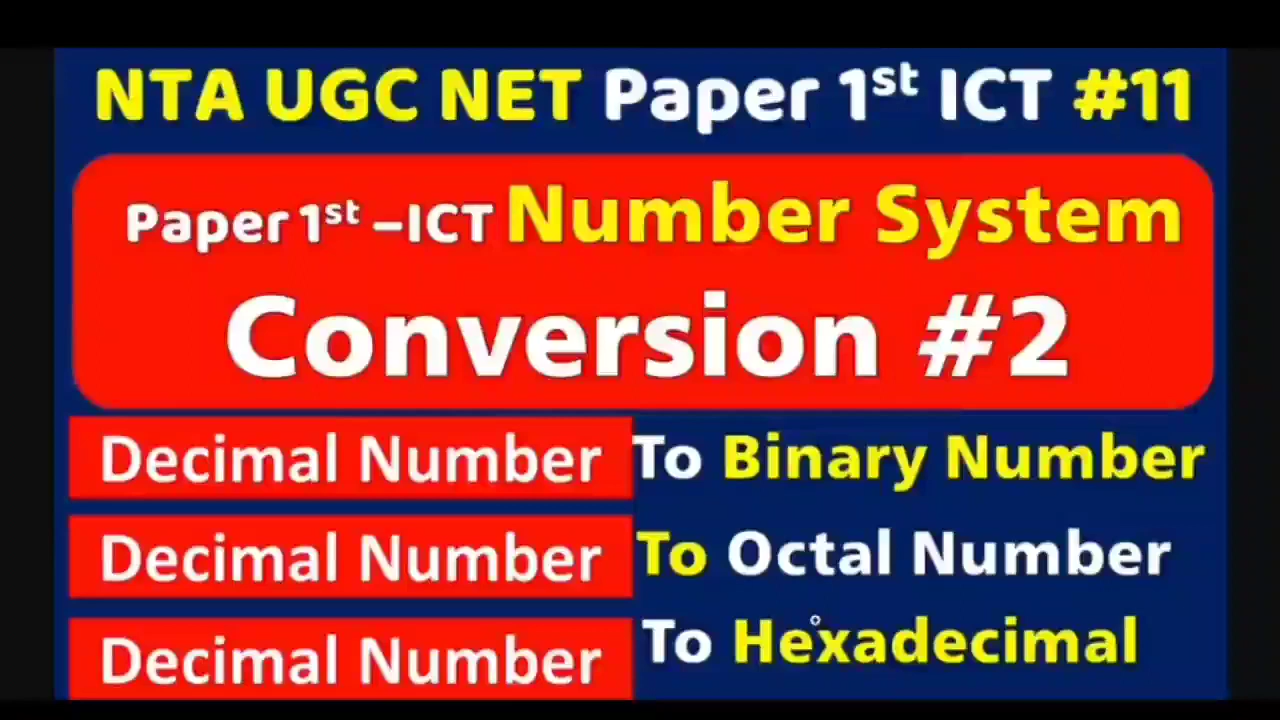 NTA UGC NET Paper 1st ICT #11
Paper 1st –ICT Number System
Conversion #2
Decimal Number To Binary Number
Decimal Number To Octal Number
Decimal Number To Hexadecimal